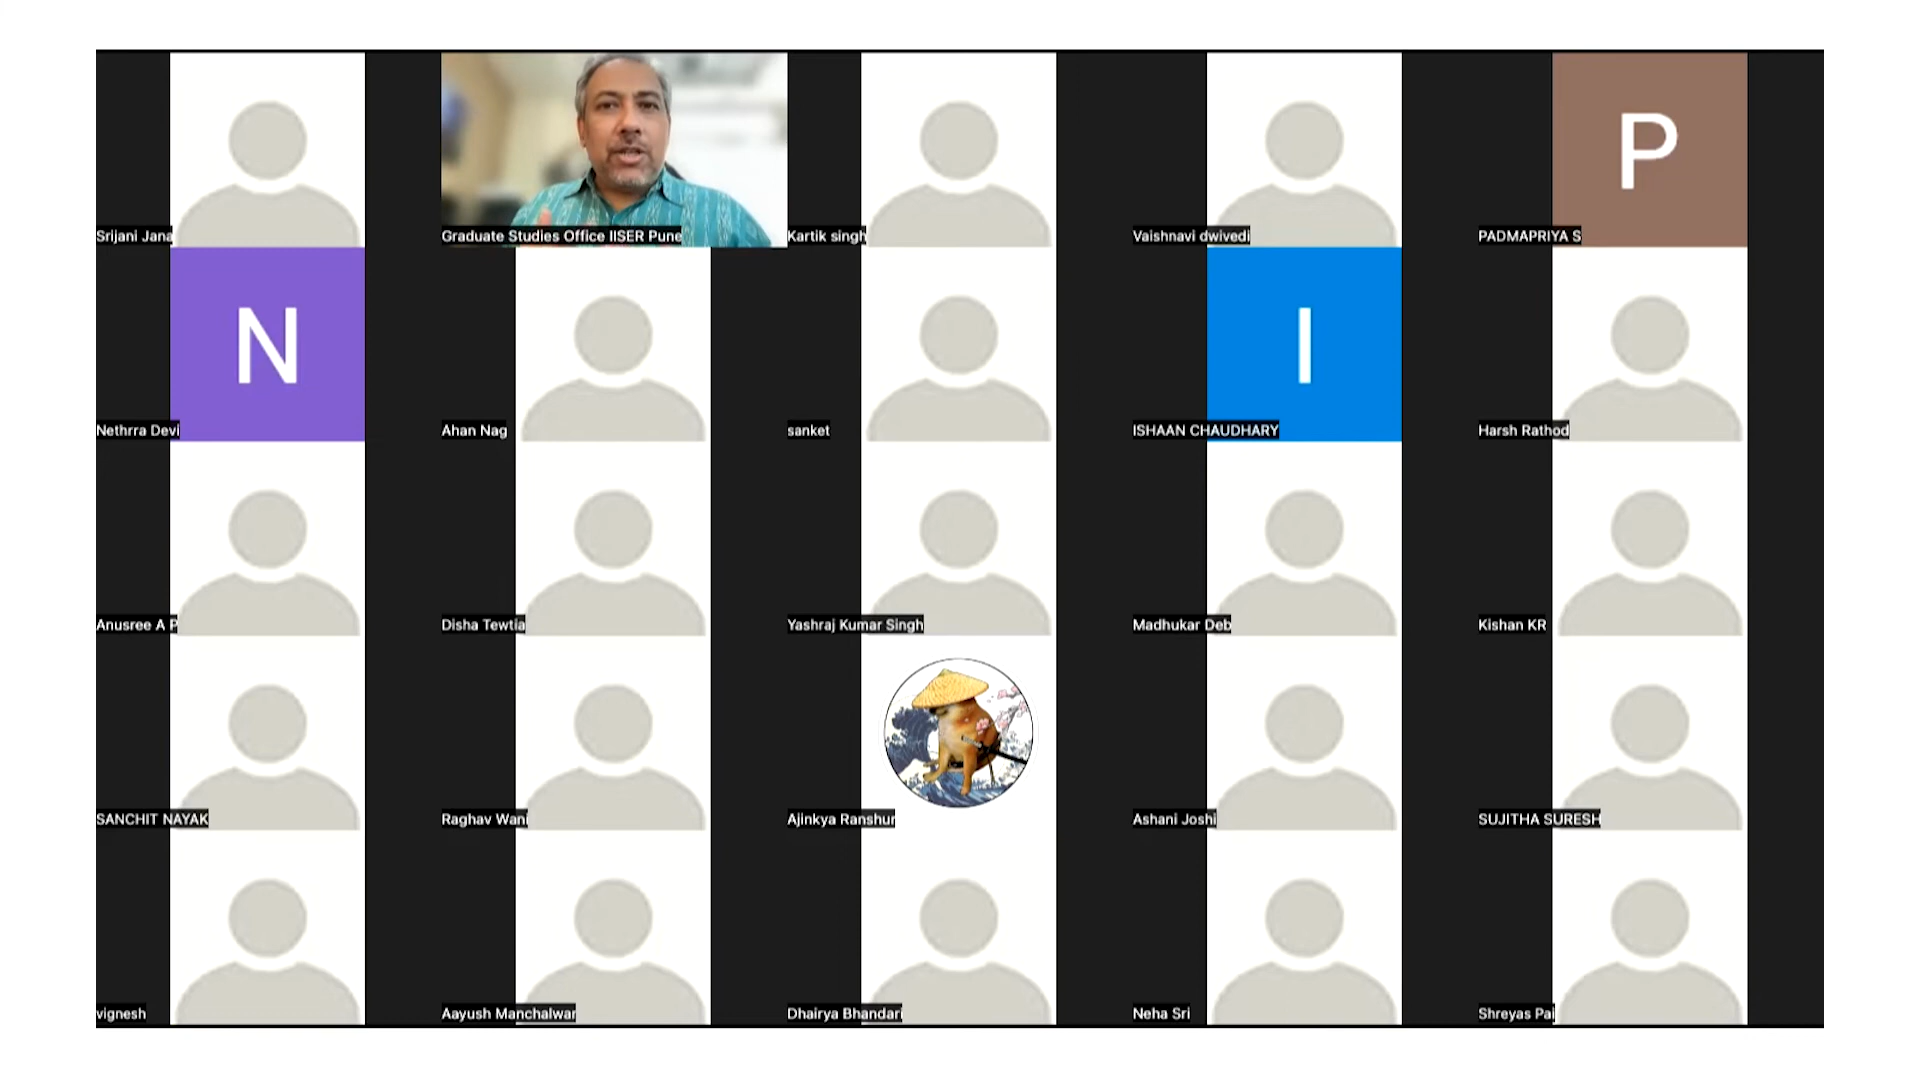 Srijani Jana
Graduate Studies Office IISER Pune
Kartik singh
Vaishnavi dwivedi
P
PADMAPRIYA S
N
Nethrra Devi
Ahan Nag
sanket
I
ISHAAN CHAUDHARY
Harsh Rathod
Anusree A P
Disha Tewtia
Yashraj Kumar Singh
Madhukar Deb
Kishan KR
SANCHIT NAYAK
Raghav Wani
Ajinkya Ranshur
Ashani Joshi
SUJITHA SURESH
vignesh
Aayush Manchalwar
Dhairya Bhandari
Neha Sri
Shreyas Pai